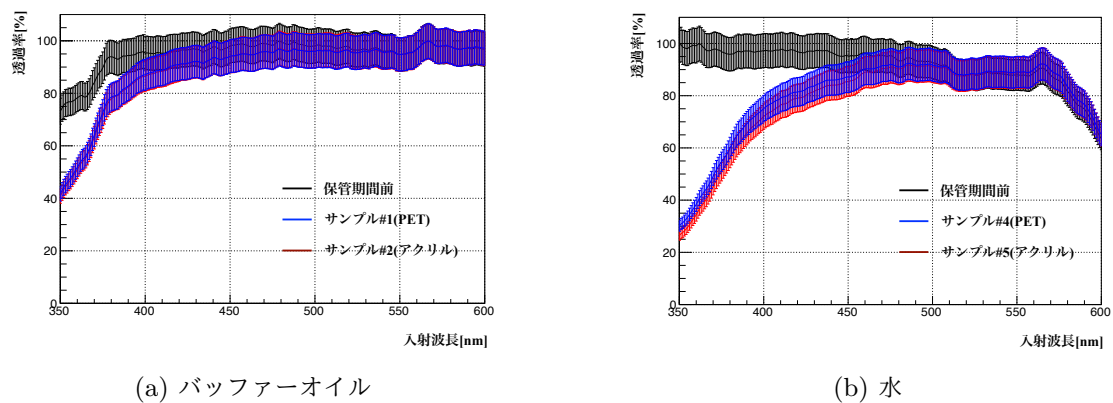 透過率[%]
100
80
60
40
20
0
350
400
450
500
550
600
保管期間前
サンプル#1(PET)
サンプル#2(アクリル)
入射波長[nm]
(a) バッファーオイル
透過率[%]
100
80
60
40
20
0
350
400
450
500
550
600
保管期間前
サンプル#4(PET)
サンプル#5(アクリル)
入射波長[nm]
(b) 水